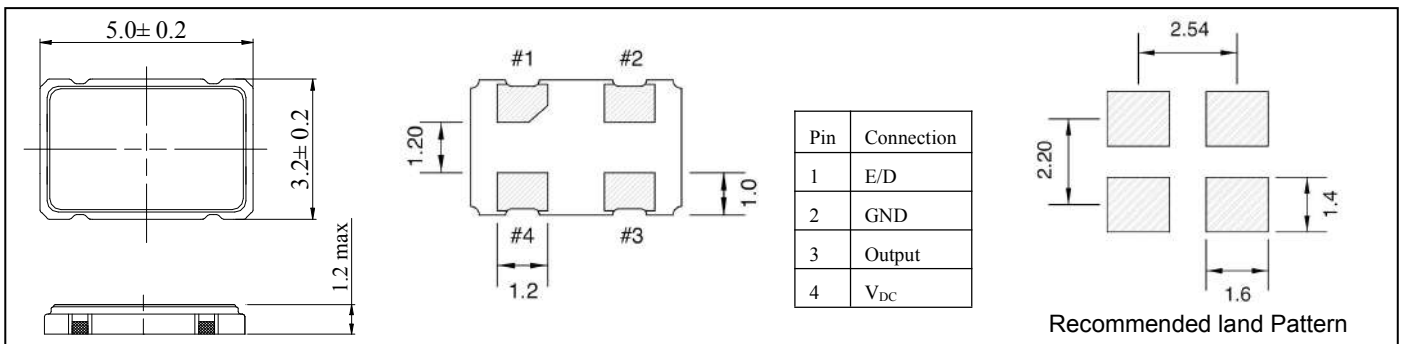 5.0± 0.2
3.2± 0.2
1.2 max
#1 #2
1.20
1.0
#4 #3
1.2
Pin Connection
1 E/D
2 GND
3 Output
4 VDC
2.54
2.20
1.4
1.6
Recommended land Pattern